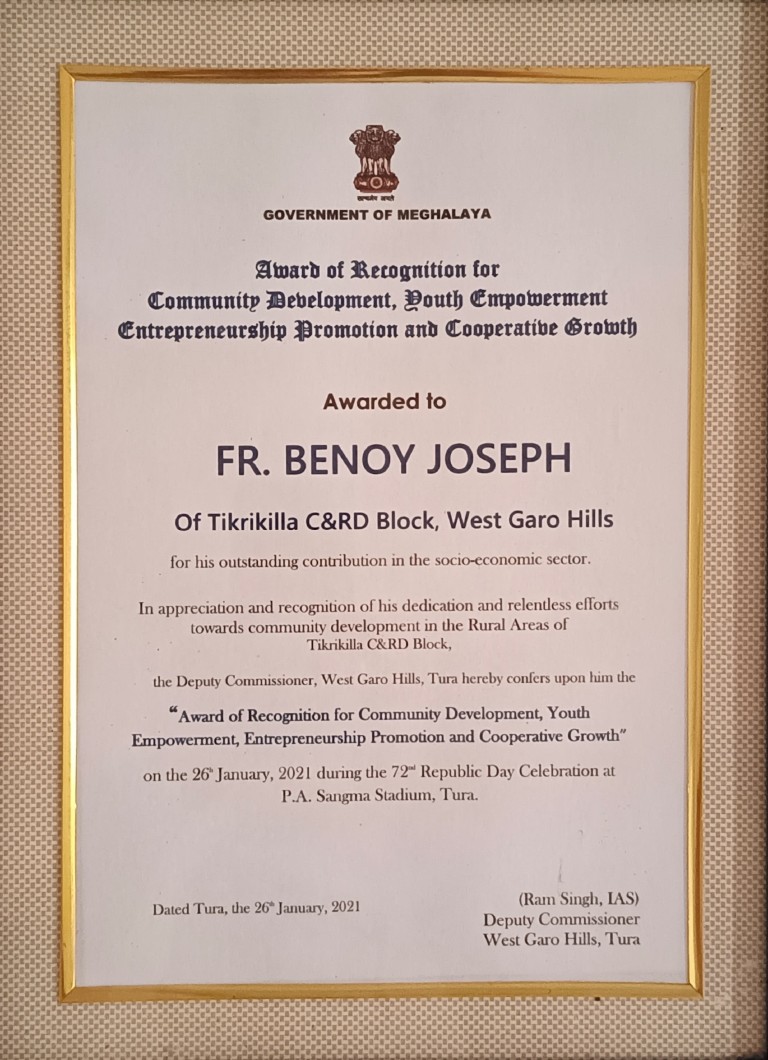 सत्यमेव जयते
GOVERNMENT OF MEGHALAYA
Award of Recognition for
Community Development, Youth Empowerment
Entrepreneurship Promotion and Cooperative Growth
Awarded to
FR. BENOY JOSEPH
Of Tikrikilla C&RD Block, West Garo Hills
for his outstanding contribution in the socio-economic sector.
In appreciation and recognition of his dedication and relentless efforts
towards community development in the Rural Areas of
Tikrikilla C&RD Block,
the Deputy Commissioner, West Garo Hills, Tura hereby confers upon him the
“Award of Recognition for Community Development, Youth
Empowerment, Entrepreneurship Promotion and Cooperative Growth”
on the 26th January, 2021 during the 72nd Republic Day Celebration at
P.A. Sangma Stadium, Tura.
Dated Tura, the 26th January, 2021
(Ram Singh, IAS)
Deputy Commissioner
West Garo Hills, Tura